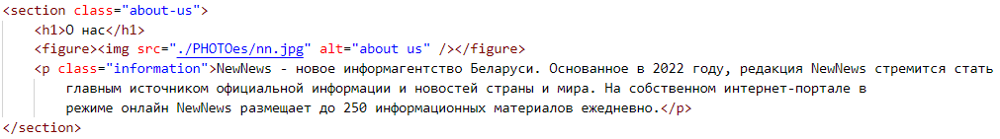 <section class="about-us">
<h1>О нас</h1>
<figure><img src="./PHOTOes/nn.jpg" alt="about us" /></figure>
<p class="information">NewNews - новое информагентство Беларуси. Основанное в 2022 году, редакция NewNews стремится стать
главным источником официальной информации и новостей страны и мира. На собственном интернет-портале в
режиме онлайн NewNews размещает до 250 информационных материалов ежедневно.</p>
</section>